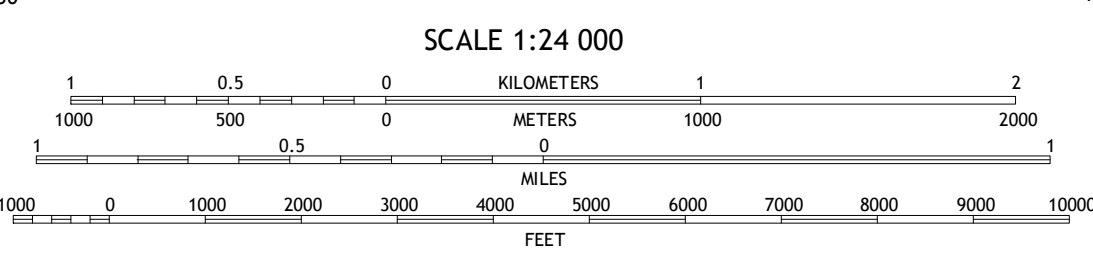 SCALE 1:24 000
1 0.5 0 KILOMETERS 1 2
1000 500 0 METERS 1000 2000
1 0.5 0 1
MILES
1000 0 1000 2000 3000 4000 5000 6000 7000 8000 9000 10000
FEET